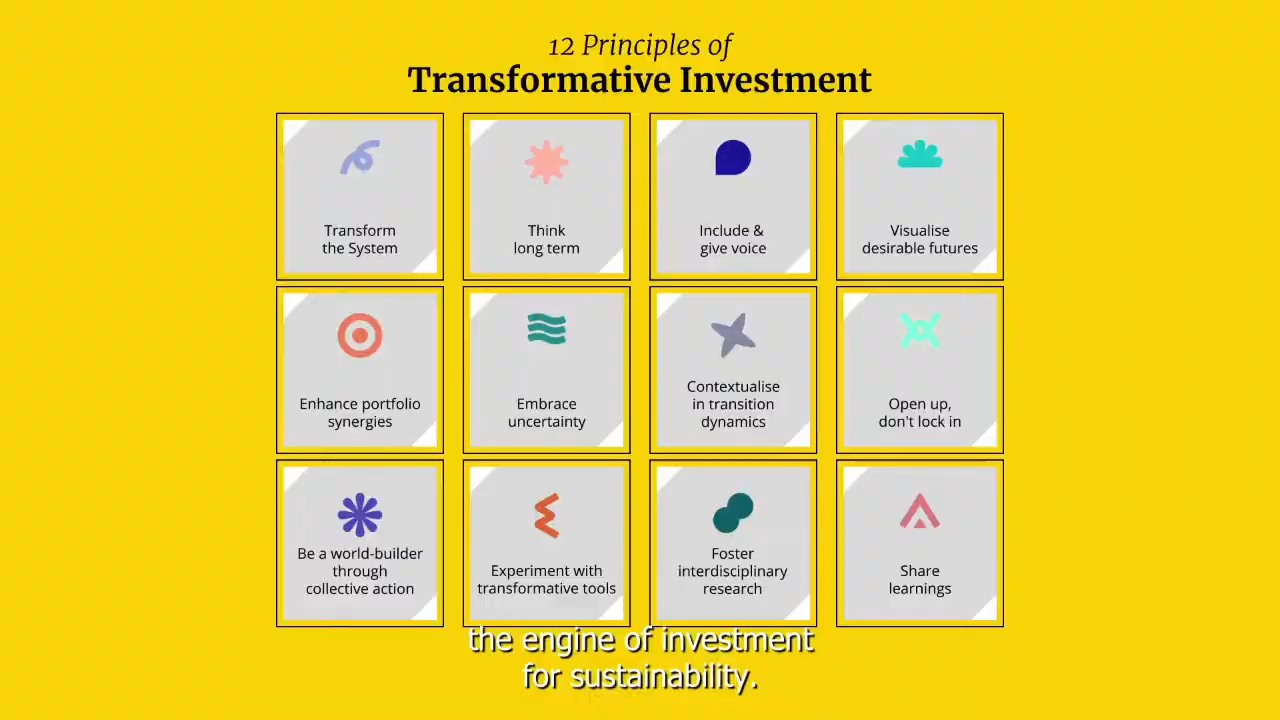 12 Principles of
Transformative Investment
Transform
the System
Think
long term
Include &
give voice
Visualise
desirable futures
Enhance portfolio
synergies
Embrace
uncertainty
Contextualise
in transition
dynamics
Open up,
don't lock in
Be a world-builder
through
collective action
Experiment with
transformative tools
Foster
interdisciplinary
research
Share
learnings
the engine of investment
for sustainability.